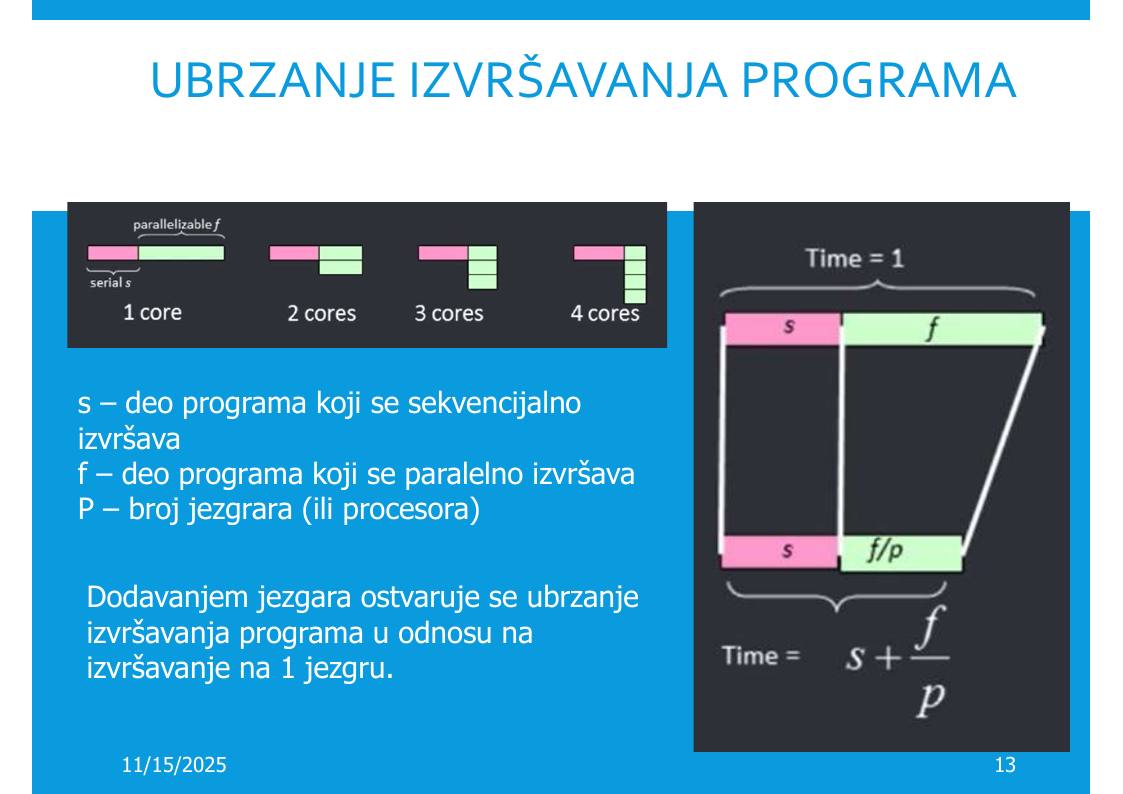 UBRZANJE IZVRŠAVANJA PROGRAMA
parallelizable f
serial s
1 core
2 cores
3 cores
4 cores
s – deo programa koji se sekvencijalno
izvršava
f – deo programa koji se paralelno izvršava
P – broj jezgrara (ili procesora)
Dodavanjem jezgara ostvaruje se ubrzanje
izvršavanja programa u odnosu na
izvršavanje na 1 jezgru.
Time = 1
s f
s f/p
Time = s + f/p
11/15/2025
13